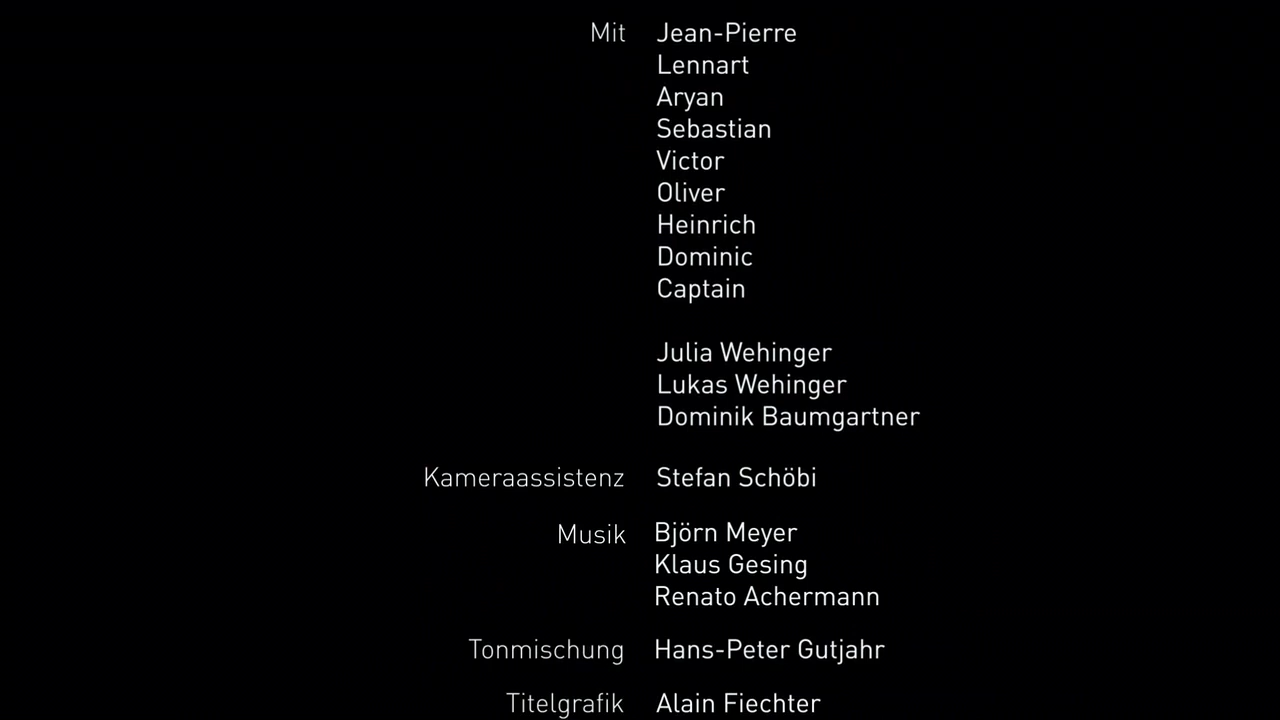 Mit Jean-Pierre
Lennart
Aryan
Sebastian
Victor
Oliver
Heinrich
Dominic
Captain
Julia Wehinger
Lukas Wehinger
Dominik Baumgartner
Kameraassistenz Stefan Schöbi
Musik Björn Meyer
Klaus Gesing
Renato Achermann
Tonmischung Hans-Peter Gutjahr
Titelgrafik Alain Fiechter